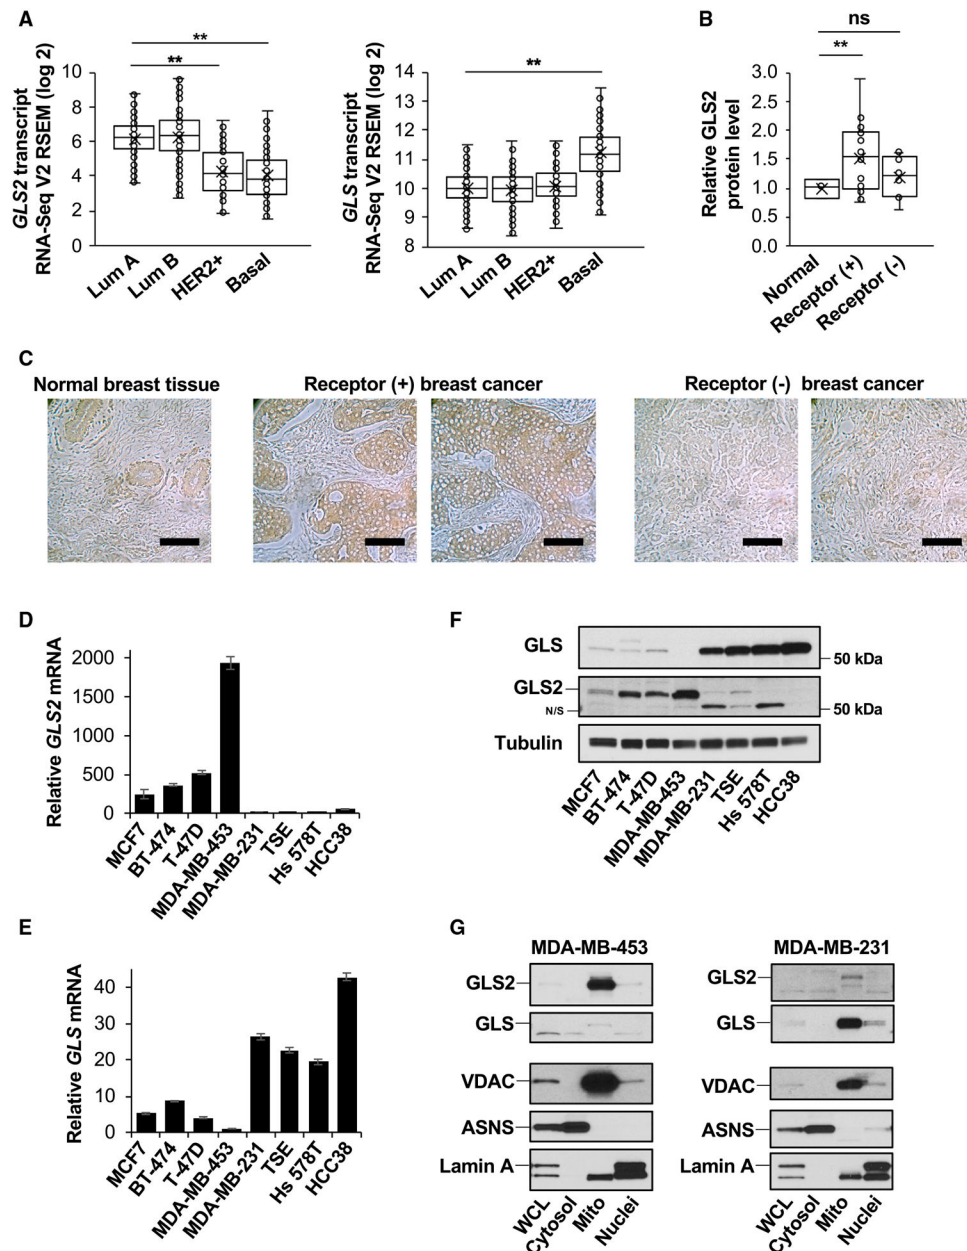 A
GLS2 transcript
RNA-Seq V2 RSEM (log 2)
10
8
6
4
2
0
**
**
Lum A
Lum B
HER2+
Basal
GLS transcript
RNA-Seq V2 RSEM (log 2)
14
13
12
11
10
9
8
**
Lum A
Lum B
HER2+
Basal
B
ns
**
Relative GLS2
protein level
3.0
2.5
2.0
1.5
1.0
0.5
0.0
Normal
Receptor (+)
Receptor (-)
C
Normal breast tissue
Receptor (+) breast cancer
Receptor (-) breast cancer
D
Relative GLS2 mRNA
2000
1500
1000
500
0
MCF7
BT-474
T-47D
MDA-MB-453
MDA-MB-231
TSE
Hs 578T
HCC38
E
Relative GLS mRNA
40
30
20
10
0
MCF7
BT-474
T-47D
MDA-MB-453
MDA-MB-231
TSE
Hs 578T
HCC38
F
GLS
50 kDa
GLS2
N/S
50 kDa
Tubulin
MCF7
BT-474
T-47D
MDA-MB-453
MDA-MB-231
TSE
Hs 578T
HCC38
G
MDA-MB-453
GLS2
GLS
VDAC
ASNS
Lamin A
WCL
Cytosol
Mito
Nuclei
MDA-MB-231
GLS2
GLS
VDAC
ASNS
Lamin A
WCL
Cytosol
Mito
Nuclei